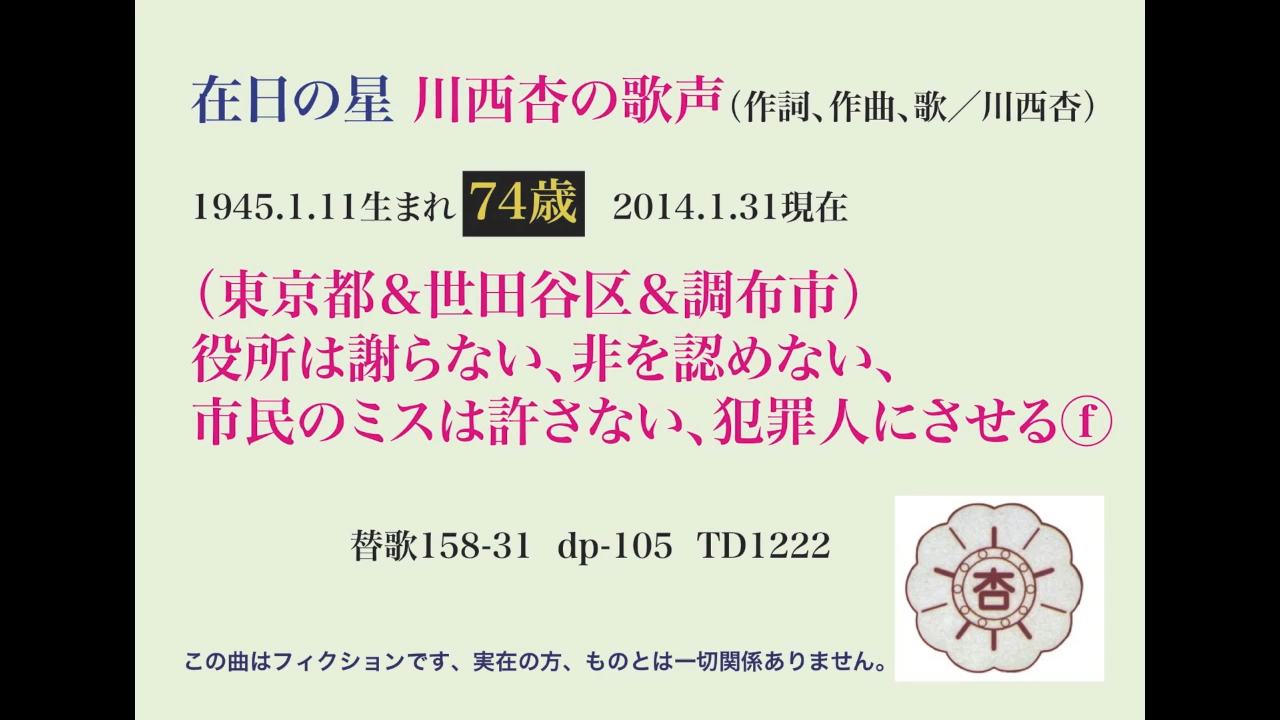 在日の星 川西杏の歌声(作詞、作曲、歌／川西杏)
1945.1.11生まれ 74歳 2014.1.31現在
(東京都&世田谷区&調布市)
役所は謝らない、非を認めない、
市民のミスは許さない、犯罪人にさせるⓕ
替歌158-31 dp-105 TD1222
杏
この曲はフィクションです、実在の方、ものとは一切関係ありません。